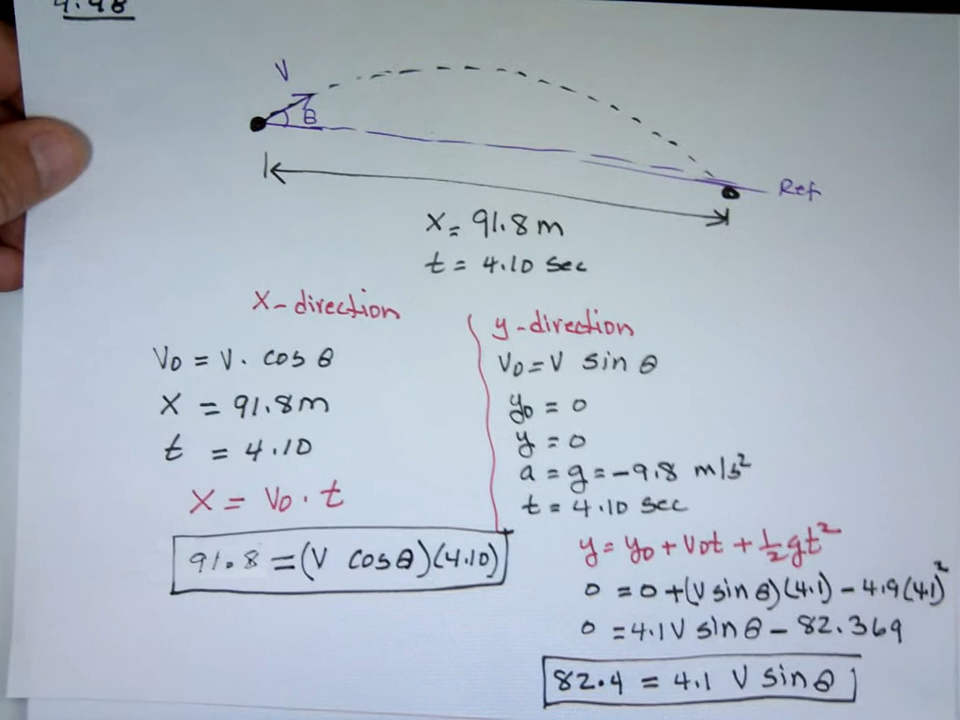 4.48
V
θ
Ref
X = 91.8 m
t = 4.10 sec
X-direction
V0 = V. cos θ
X = 91.8m
t = 4.10
X = V0 . t
91.8 = (V cos θ)(4.10)
y-direction
V0 = V sin θ
y0 = 0
y = 0
a = g = -9.8 m/s²
t = 4.10 sec
y = y0 + V0t + ½gt²
0 = 0 + (V sin θ)(4.1) - 4.9(4.1)²
0 = 4.1 V sin θ - 82.369
82.4 = 4.1 V sin θ